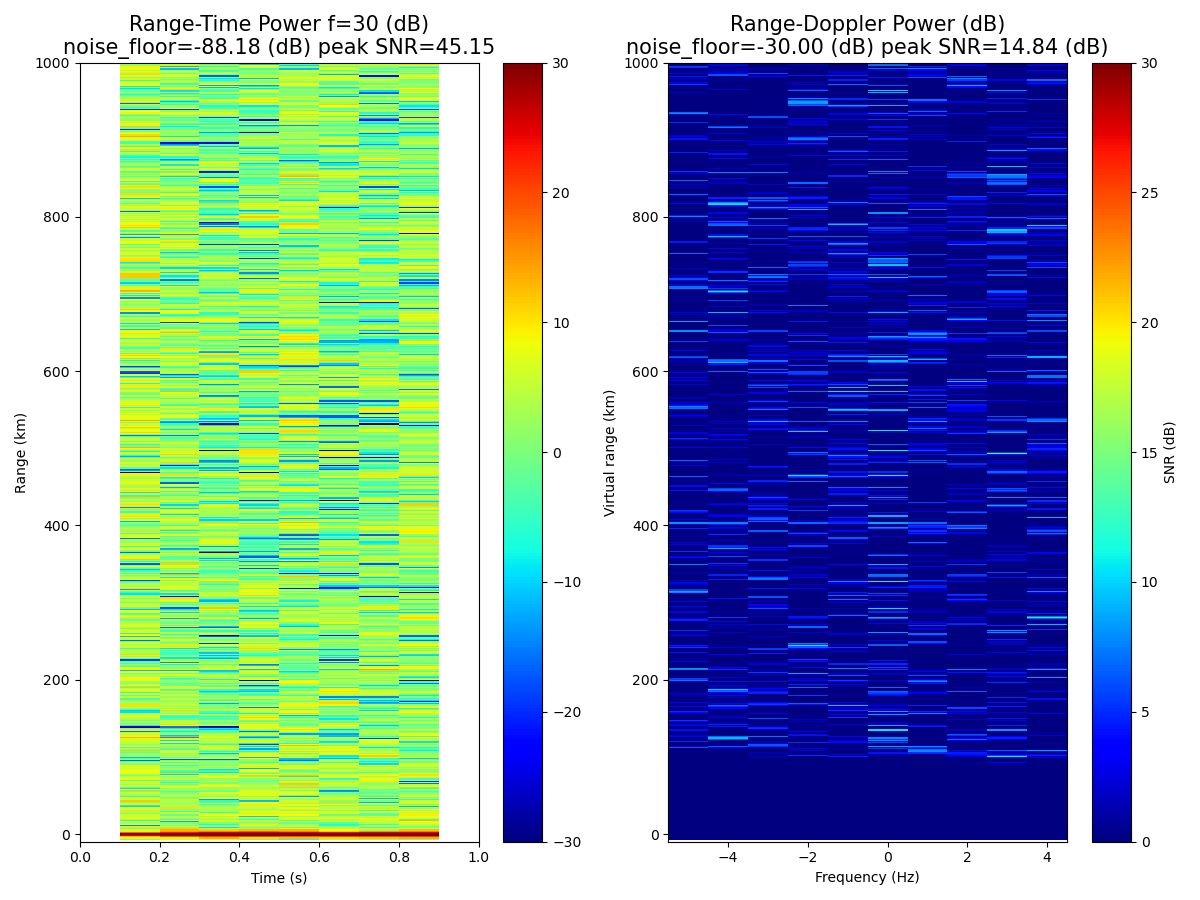 Range-Time Power f=30 (dB)
noise_floor=-88.18 (dB) peak SNR=45.15
1000
800
600
400
200
0
Range (km)
0.0 0.2 0.4 0.6 0.8 1.0
Time (s)
30
20
10
0
−10
−20
−30
Range-Doppler Power (dB)
noise_floor=-30.00 (dB) peak SNR=14.84 (dB)
1000
800
600
400
200
0
Virtual range (km)
−4 −2 0 2 4
Frequency (Hz)
30
25
20
15
10
5
0
SNR (dB)